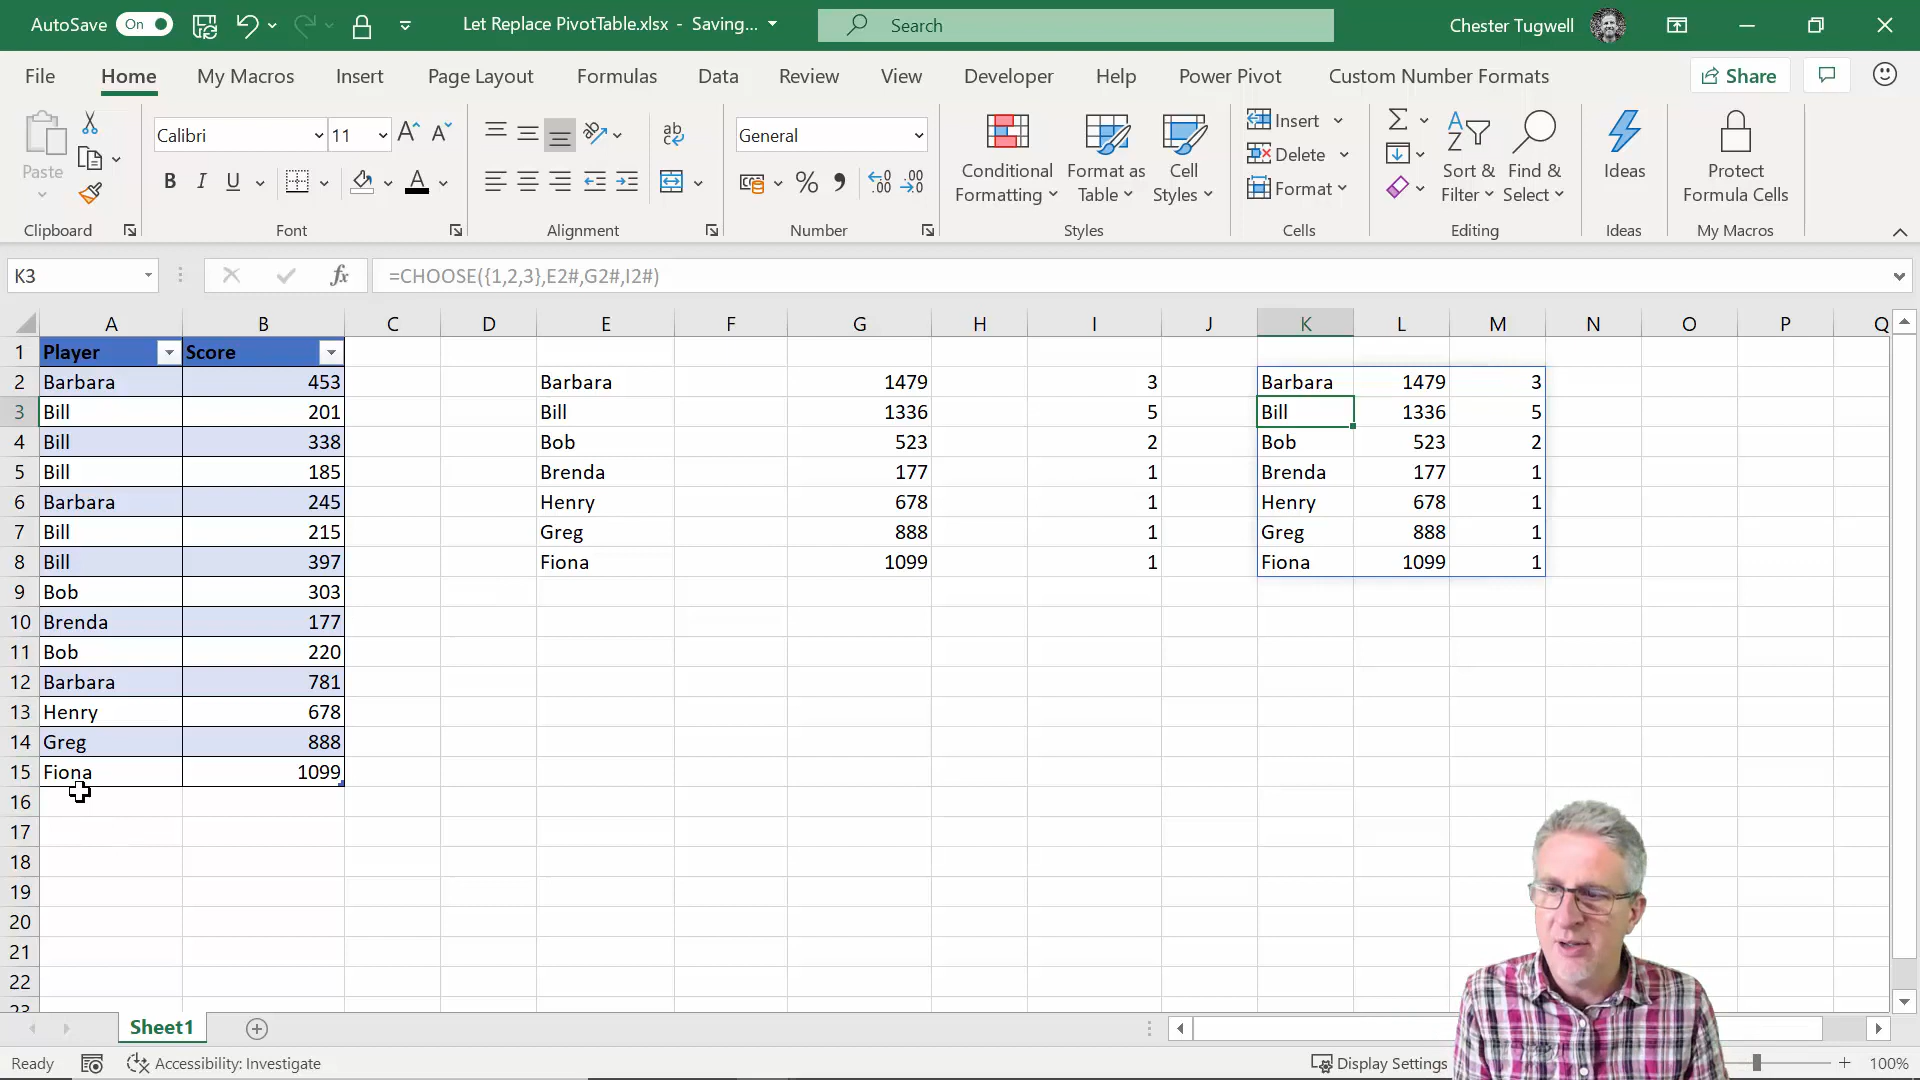 AutoSave On Let Replace PivotTable.xlsx - Saving... Search Chester Tugwell
File Home My Macros Insert Page Layout Formulas Data Review View Developer Help Power Pivot Custom Number Formats Share
Paste Calibri 11 General Conditional Formatting Format as Table Cell Styles Insert Delete Format Sort & Filter Find & Select Ideas Protect Formula Cells
Clipboard Font Alignment Number Styles Cells Editing Ideas My Macros
K3 fx =CHOOSE({1,2,3},E2#,G2#,I2#)
A B C D E F G H I J K L M N O P Q
1 Player Score
2 Barbara 453 Barbara 1479 3 Barbara 1479 3
3 Bill 201 Bill 1336 5 Bill 1336 5
4 Bill 338 Bob 523 2 Bob 523 2
5 Bill 185 Brenda 177 1 Brenda 177 1
6 Barbara 245 Henry 678 1 Henry 678 1
7 Bill 215 Greg 888 1 Greg 888 1
8 Bill 397 Fiona 1099 1 Fiona 1099 1
9 Bob 303
10 Brenda 177
11 Bob 220
12 Barbara 781
13 Henry 678
14 Greg 888
15 Fiona 1099
16
17
18
19
20
21
22
23
Sheet1
Ready Accessibility: Investigate Display Settings 100%